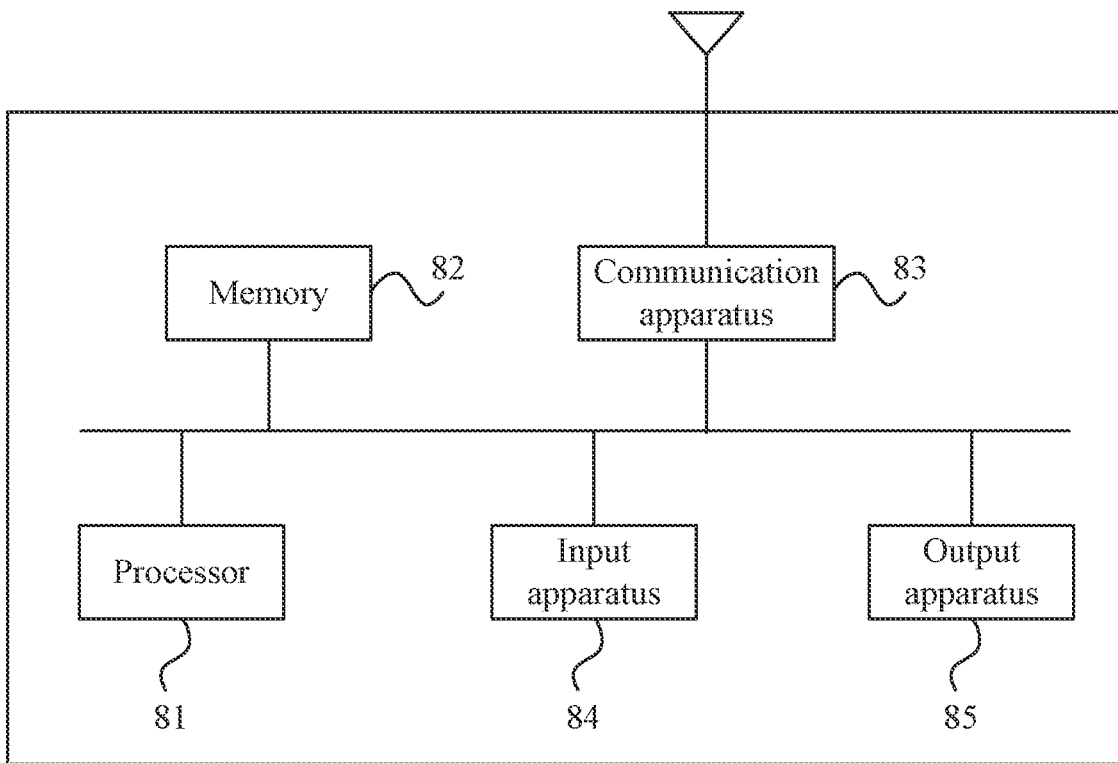 Memory
82
Communication
apparatus
83
Processor
Input
apparatus
Output
apparatus
81
84
85